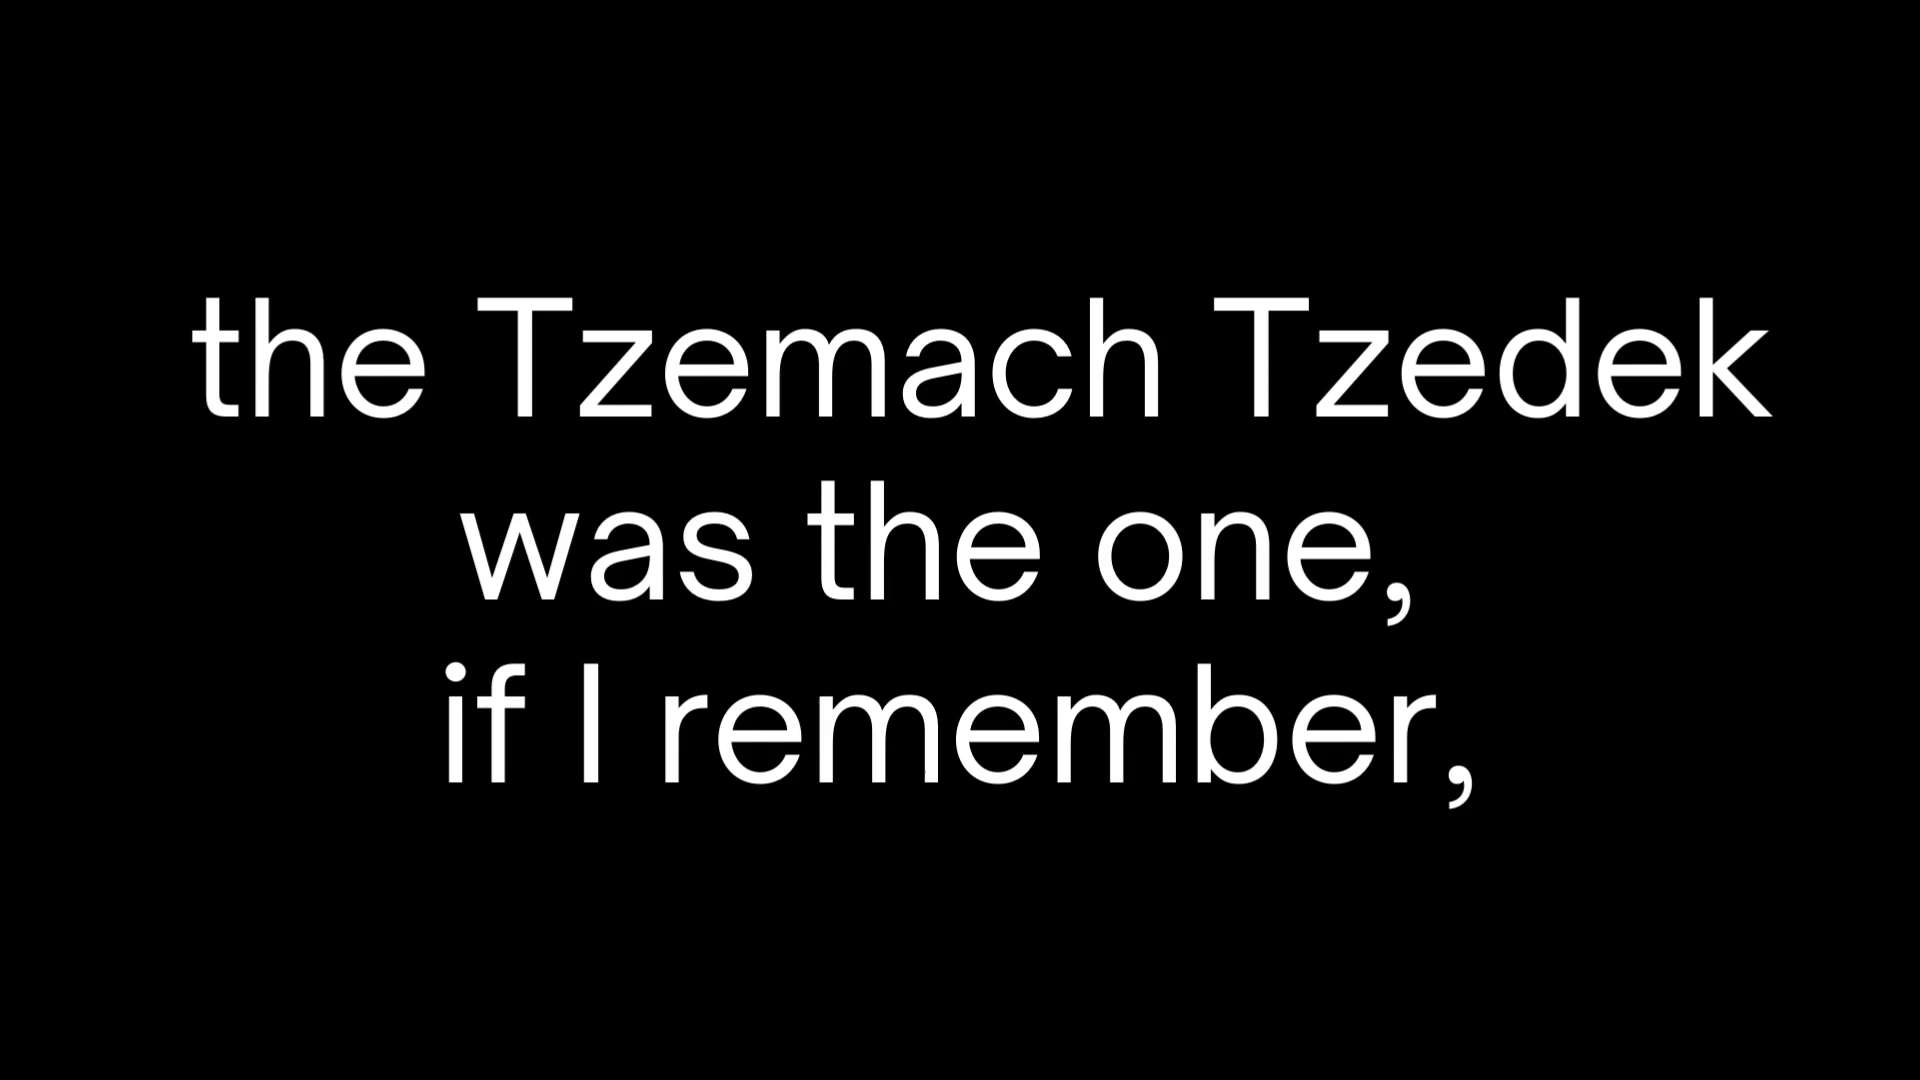 the Tzemach Tzedek
was the one,
if I remember,